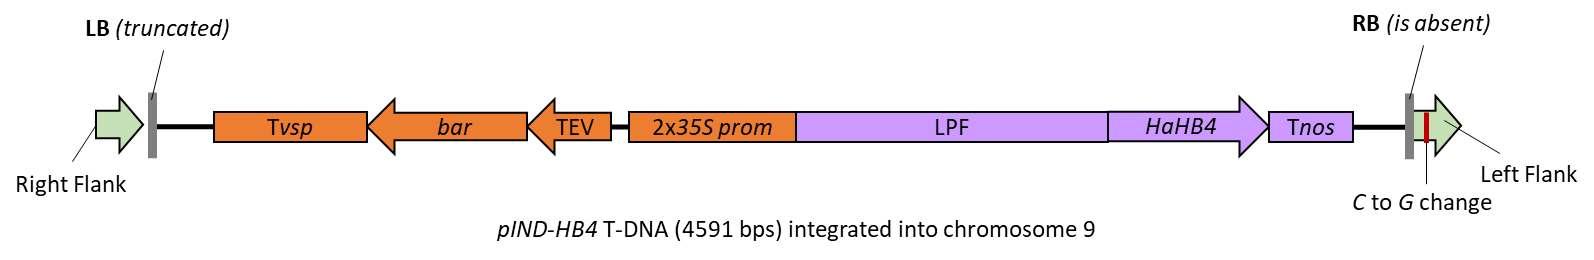 LB (truncated)
RB (is absent)
Tvsp
bar
TEV
2x35S prom
LPF
HaHB4
Tnos
Right Flank
Left Flank
C to G change
pIND-HB4 T-DNA (4591 bps) integrated into chromosome 9